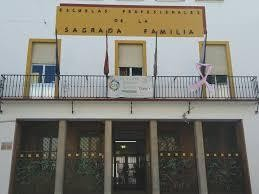 ESCUELAS PROFESIONALES
DE LA
SAGRADA FAMILIA